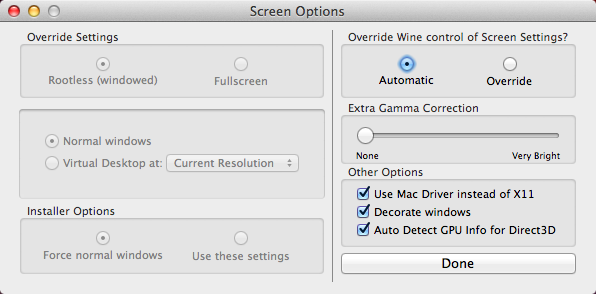 Screen Options
Override Settings
Rootless (windowed)
Fullscreen
Normal windows
Virtual Desktop at:
Current Resolution
Installer Options
Force normal windows
Use these settings
Override Wine control of Screen Settings?
Automatic
Override
Extra Gamma Correction
None
Very Bright
Other Options
Use Mac Driver instead of X11
Decorate windows
Auto Detect GPU Info for Direct3D
Done